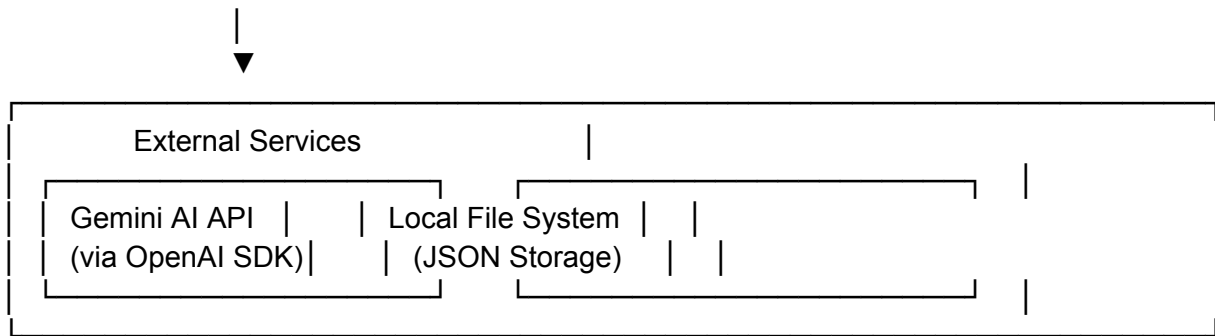 External Services
Gemini AI API Local File System
(via OpenAI SDK) (JSON Storage)